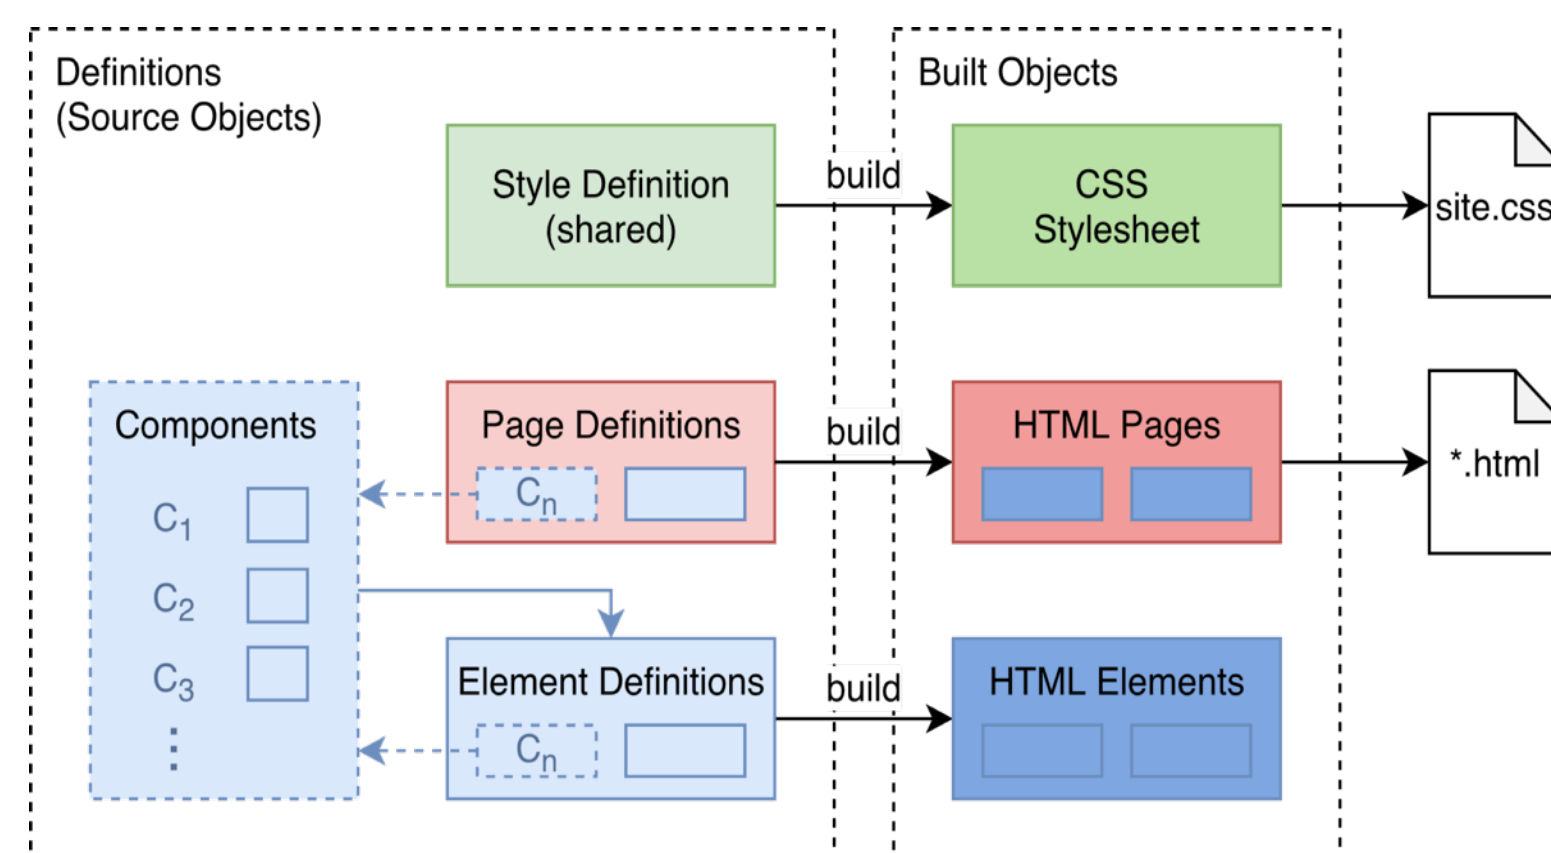 Definitions
(Source Objects)
Built Objects
Style Definition
(shared)
build
CSS
Stylesheet
site.css
Components
C1
C2
C3
Page Definitions
Cn
build
HTML Pages
*.html
Element Definitions
Cn
build
HTML Elements